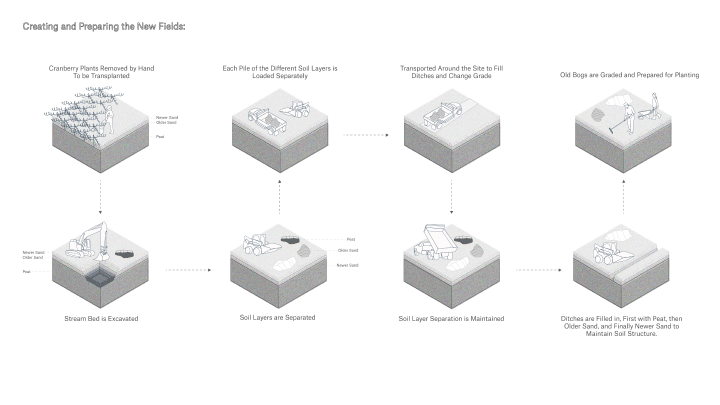 Creating and Preparing the New Fields:
Cranberry Plants Removed by Hand
To be Transplanted
Each Pile of the Different Soil Layers is
Loaded Separately
Transported Around the Site to Fill
Ditches and Change Grade
Old Bogs are Graded and Prepared for Planting
Newer Sand
Older Sand
Peat
Newer Sand
Older Sand
Peat
Peat
Older Sand
Newer Sand
Stream Bed is Excavated
Soil Layers are Separated
Soil Layer Separation is Maintained
Ditches are Filled in, First with Peat, then
Older Sand, and Finally Newer Sand to
Maintain Soil Structure.